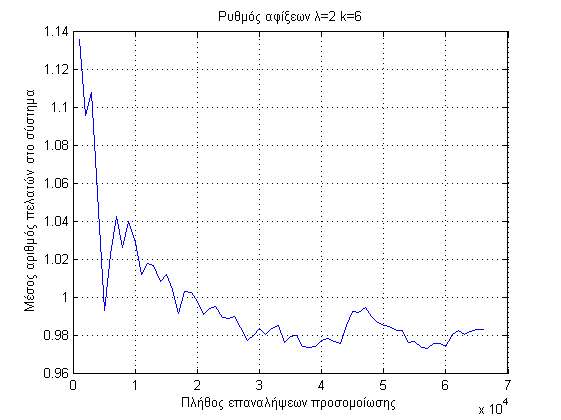 Ρυθμός αφίξεων λ=2 k=6
Μέσος αριθμός πελατών στο σύστημα
1.14
1.12
1.1
1.08
1.06
1.04
1.02
1
0.98
0.96
0 1 2 3 4 5 6 7
x 10^4
Πλήθος επαναλήψεων προσομοίωσης